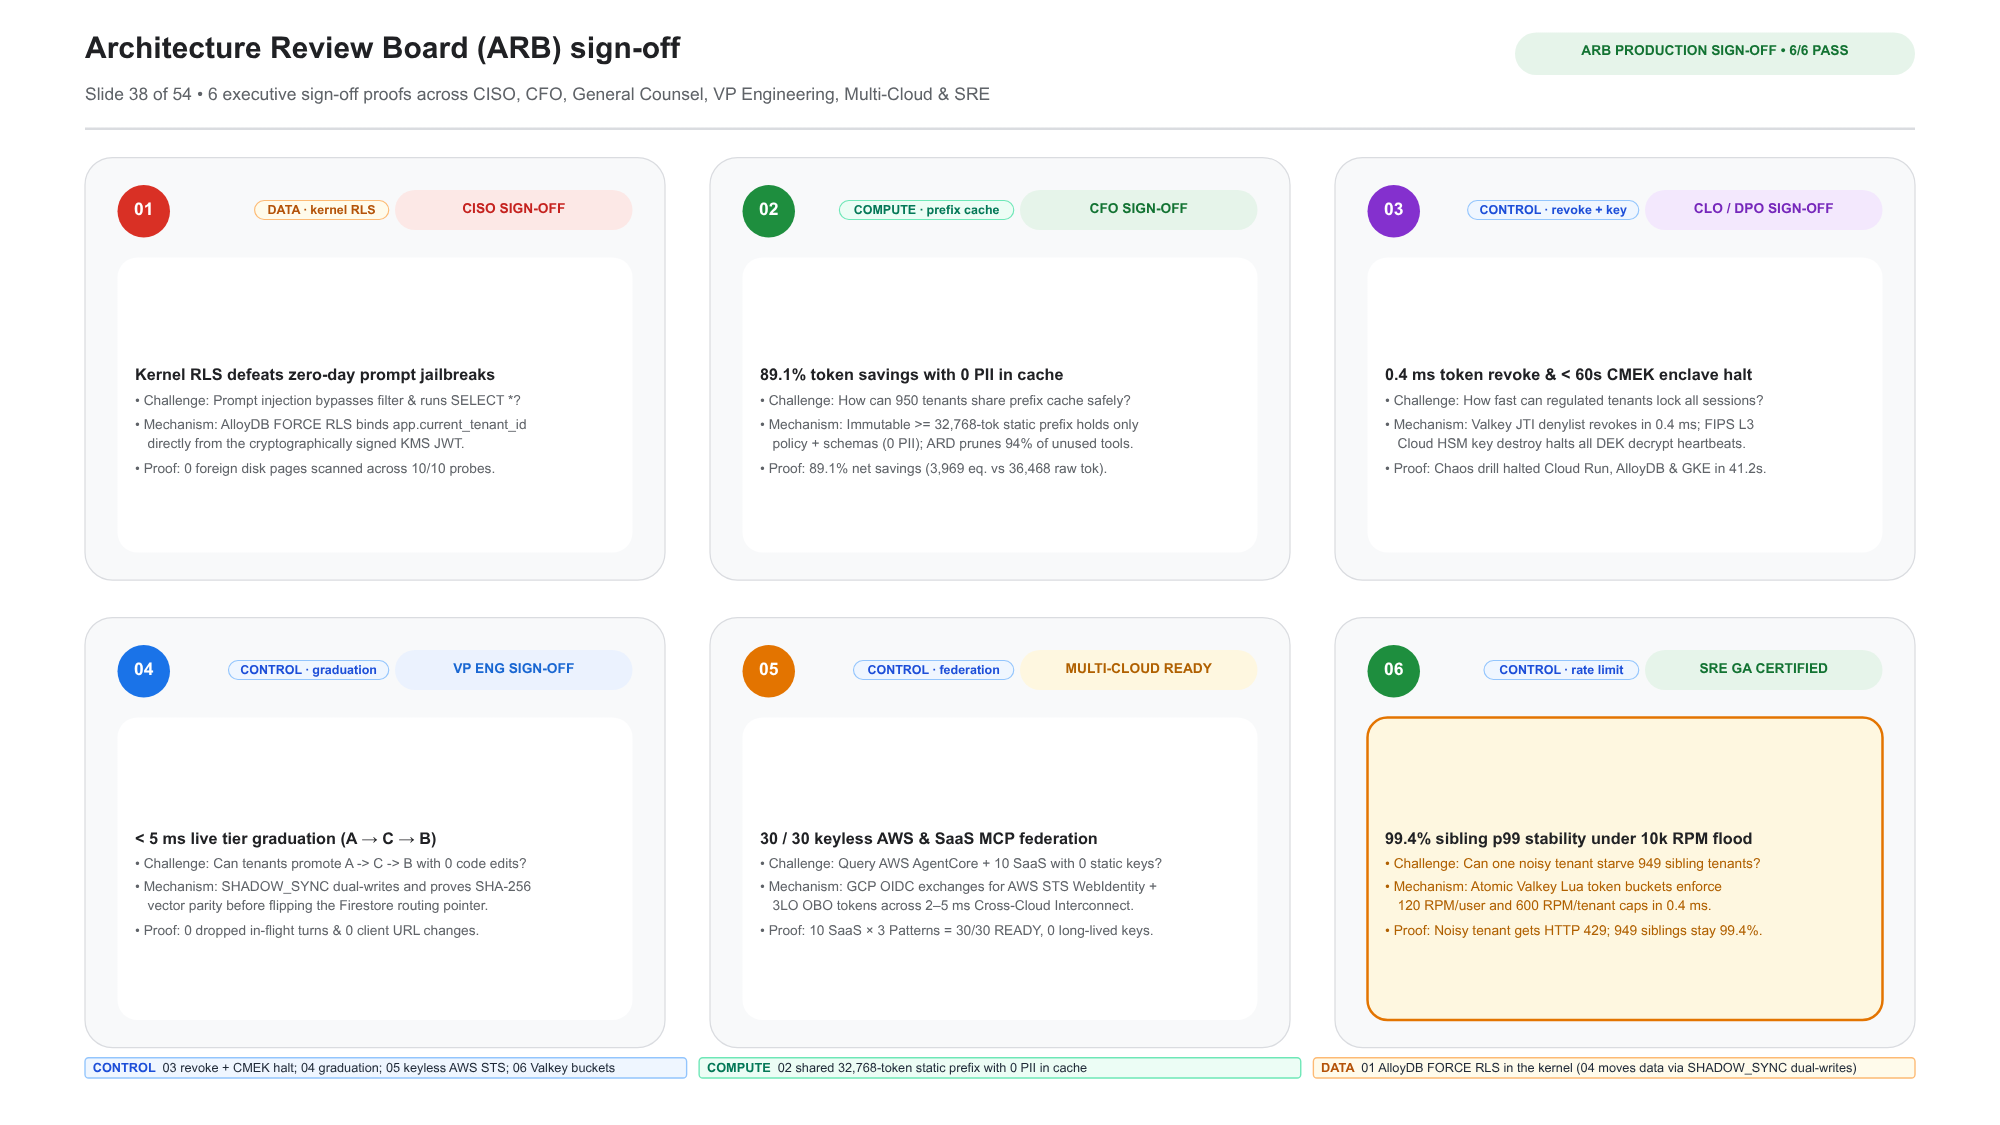 Architecture Review Board (ARB) sign-off
ARB PRODUCTION SIGN-OFF • 6/6 PASS
Slide 38 of 54 • 6 executive sign-off proofs across CISO, CFO, General Counsel, VP Engineering, Multi-Cloud & SRE
01
DATA · kernel RLS
CISO SIGN-OFF
Kernel RLS defeats zero-day prompt jailbreaks
• Challenge: Prompt injection bypasses filter & runs SELECT *?
• Mechanism: AlloyDB FORCE RLS binds app.current_tenant_id
directly from the cryptographically signed KMS JWT.
• Proof: 0 foreign disk pages scanned across 10/10 probes.
02
COMPUTE · prefix cache
CFO SIGN-OFF
89.1% token savings with 0 PII in cache
• Challenge: How can 950 tenants share prefix cache safely?
• Mechanism: Immutable >= 32,768-tok static prefix holds only
policy + schemas (0 PII); ARD prunes 94% of unused tools.
• Proof: 89.1% net savings (3,969 eq. vs 36,468 raw tok).
03
CONTROL · revoke + key
CLO / DPO SIGN-OFF
0.4 ms token revoke & < 60s CMEK enclave halt
• Challenge: How fast can regulated tenants lock all sessions?
• Mechanism: Valkey JTI denylist revokes in 0.4 ms; FIPS L3
Cloud HSM key destroy halts all DEK decrypt heartbeats.
• Proof: Chaos drill halted Cloud Run, AlloyDB & GKE in 41.2s.
04
CONTROL · graduation
VP ENG SIGN-OFF
< 5 ms live tier graduation (A → C → B)
• Challenge: Can tenants promote A -> C -> B with 0 code edits?
• Mechanism: SHADOW_SYNC dual-writes and proves SHA-256
vector parity before flipping the Firestore routing pointer.
• Proof: 0 dropped in-flight turns & 0 client URL changes.
05
CONTROL · federation
MULTI-CLOUD READY
30 / 30 keyless AWS & SaaS MCP federation
• Challenge: Query AWS AgentCore + 10 SaaS with 0 static keys?
• Mechanism: GCP OIDC exchanges for AWS STS WebIdentity +
3LO OBO tokens across 2–5 ms Cross-Cloud Interconnect.
• Proof: 10 SaaS × 3 Patterns = 30/30 READY, 0 long-lived keys.
06
CONTROL · rate limit
SRE GA CERTIFIED
99.4% sibling p99 stability under 10k RPM flood
• Challenge: Can one noisy tenant starve 949 sibling tenants?
• Mechanism: Atomic Valkey Lua token buckets enforce
120 RPM/user and 600 RPM/tenant caps in 0.4 ms.
• Proof: Noisy tenant gets HTTP 429; 949 siblings stay 99.4%.
CONTROL 03 revoke + CMEK halt; 04 graduation; 05 keyless AWS STS; 06 Valkey buckets
COMPUTE 02 shared 32,768-token static prefix with 0 PII in cache
DATA 01 AlloyDB FORCE RLS in the kernel (04 moves data via SHADOW_SYNC dual-writes)